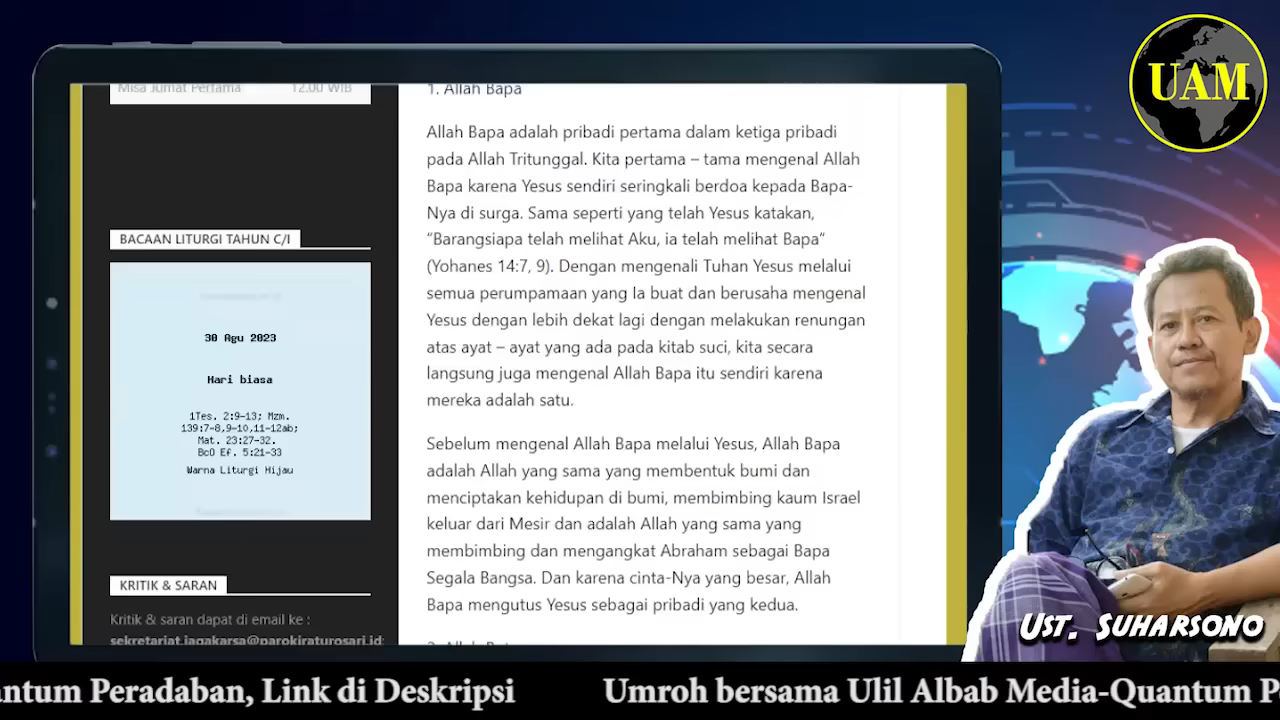 UAM
Misa Jumat Pertama 12.00 WIB
BACAAN LITURGI TAHUN C/I
30 Agu 2023
Hari biasa
1Tes. 2:9-13; Mzm.
139:7-8,9-10,11-12ab;
Mat. 23:27-32.
BcO Ef. 5:21-33
Warna Liturgi Hijau
KRITIK & SARAN
Kritik & saran dapat di email ke :
sekretariat.jagakarsa@parokiraturosari.id
1. Allah Bapa
Allah Bapa adalah pribadi pertama dalam ketiga pribadi
pada Allah Tritunggal. Kita pertama – tama mengenal Allah
Bapa karena Yesus sendiri seringkali berdoa kepada Bapa-
Nya di surga. Sama seperti yang telah Yesus katakan,
“Barangsiapa telah melihat Aku, ia telah melihat Bapa”
(Yohanes 14:7, 9). Dengan mengenali Tuhan Yesus melalui
semua perumpamaan yang Ia buat dan berusaha mengenal
Yesus dengan lebih dekat lagi dengan melakukan renungan
atas ayat – ayat yang ada pada kitab suci, kita secara
langsung juga mengenal Allah Bapa itu sendiri karena
mereka adalah satu.
Sebelum mengenal Allah Bapa melalui Yesus, Allah Bapa
adalah Allah yang sama yang membentuk bumi dan
menciptakan kehidupan di bumi, membimbing kaum Israel
keluar dari Mesir dan adalah Allah yang sama yang
membimbing dan mengangkat Abraham sebagai Bapa
Segala Bangsa. Dan karena cinta-Nya yang besar, Allah
Bapa mengutus Yesus sebagai pribadi yang kedua.
UST. SUHARSONO
antum Peradaban, Link di Deskripsi Umroh bersama Ulil Albab Media-Quantum P